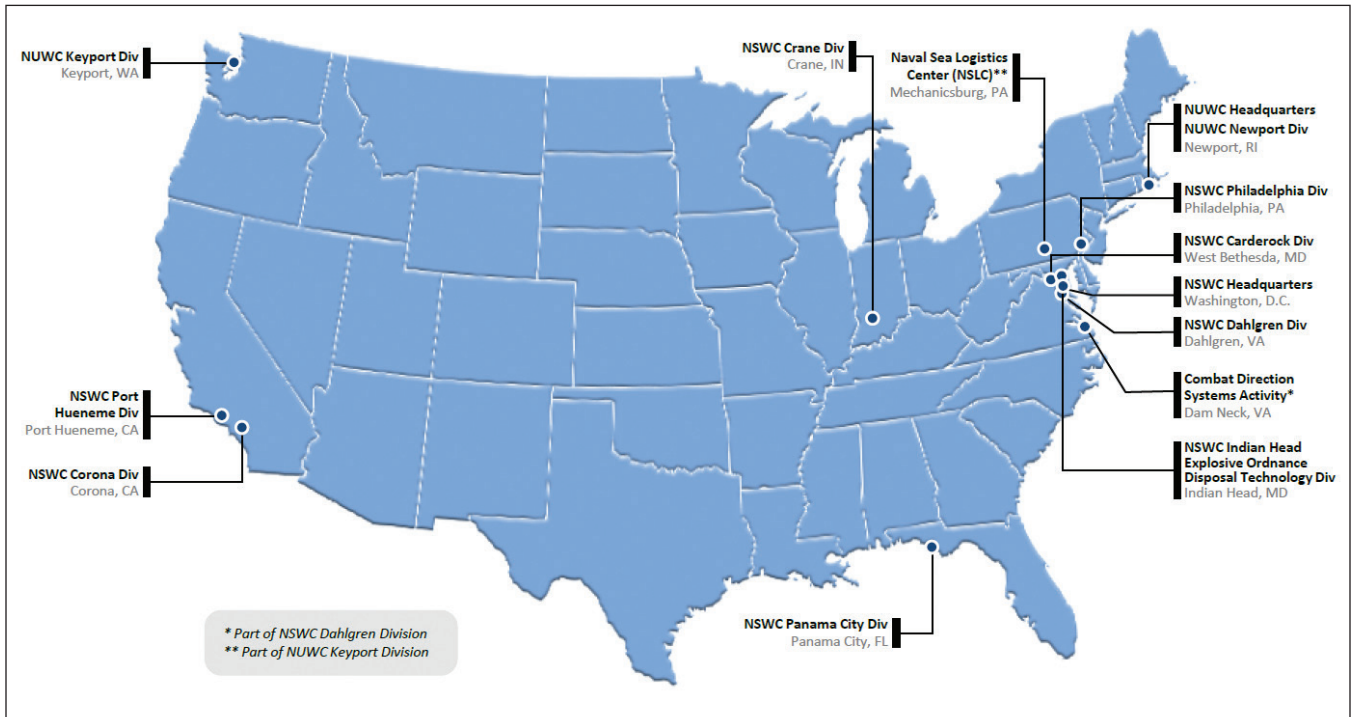 NUWC Keyport Div
Keyport, WA
NSWC Crane Div
Crane, IN
Naval Sea Logistics
Center (NSLC)**
Mechanicsburg, PA
NUWC Headquarters
NUWC Newport Div
Newport, RI
NSWC Philadelphia Div
Philadelphia, PA
NSWC Carderock Div
West Bethesda, MD
NSWC Headquarters
Washington, D.C.
NSWC Dahlgren Div
Dahlgren, VA
Combat Direction
Systems Activity*
Dam Neck, VA
NSWC Indian Head
Explosive Ordnance
Disposal Technology Div
Indian Head, MD
NSWC Port
Hueneme Div
Port Hueneme, CA
NSWC Corona Div
Corona, CA
NSWC Panama City Div
Panama City, FL
* Part of NSWC Dahlgren Division
** Part of NUWC Keyport Division